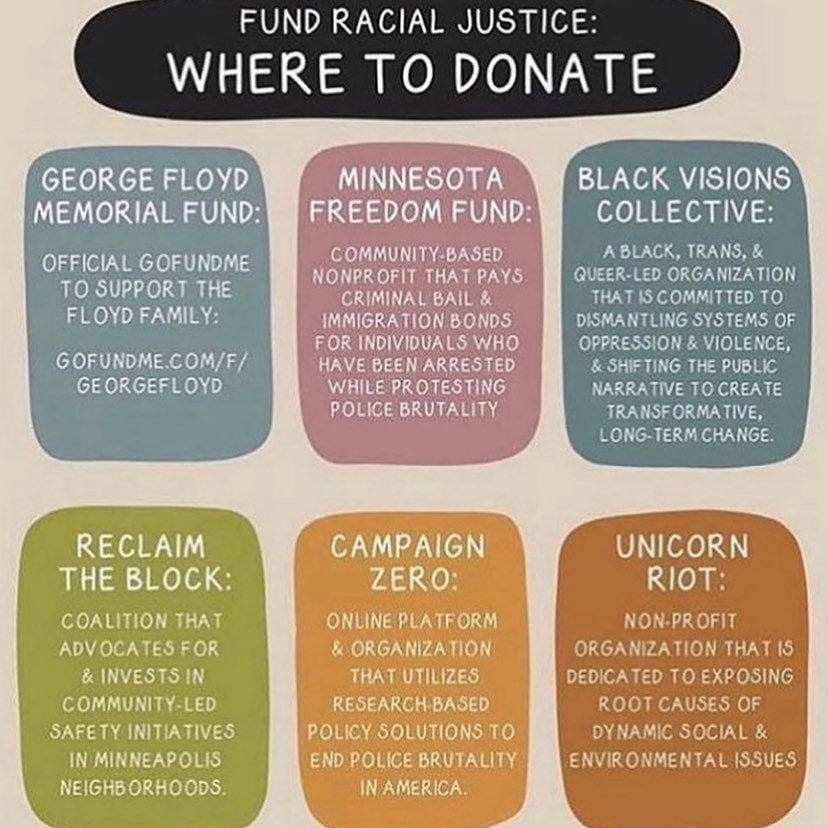 FUND RACIAL JUSTICE:
WHERE TO DONATE
GEORGE FLOYD
MEMORIAL FUND:
OFFICIAL GOFUNDME
TO SUPPORT THE
FLOYD FAMILY:
GOFUNDME.COM/F/
GEORGEFLOYD
MINNESOTA
FREEDOM FUND:
COMMUNITY-BASED
NONPROFIT THAT PAYS
CRIMINAL BAIL &
IMMIGRATION BONDS
FOR INDIVIDUALS WHO
HAVE BEEN ARRESTED
WHILE PROTESTING
POLICE BRUTALITY
BLACK VISIONS
COLLECTIVE:
A BLACK, TRANS, &
QUEER-LED ORGANIZATION
THAT IS COMMITTED TO
DISMANTLING SYSTEMS OF
OPPRESSION & VIOLENCE,
& SHIFTING THE PUBLIC
NARRATIVE TO CREATE
TRANSFORMATIVE,
LONG-TERM CHANGE.
RECLAIM
THE BLOCK:
COALITION THAT
ADVOCATES FOR
& INVESTS IN
COMMUNITY-LED
SAFETY INITIATIVES
IN MINNEAPOLIS
NEIGHBORHOODS.
CAMPAIGN
ZERO:
ONLINE PLATFORM
& ORGANIZATION
THAT UTILIZES
RESEARCH-BASED
POLICY SOLUTIONS TO
END POLICE BRUTALITY
IN AMERICA.
UNICORN
RIOT:
NON-PROFIT
ORGANIZATION THAT IS
DEDICATED TO EXPOSING
ROOT CAUSES OF
DYNAMIC SOCIAL &
ENVIRONMENTAL ISSUES